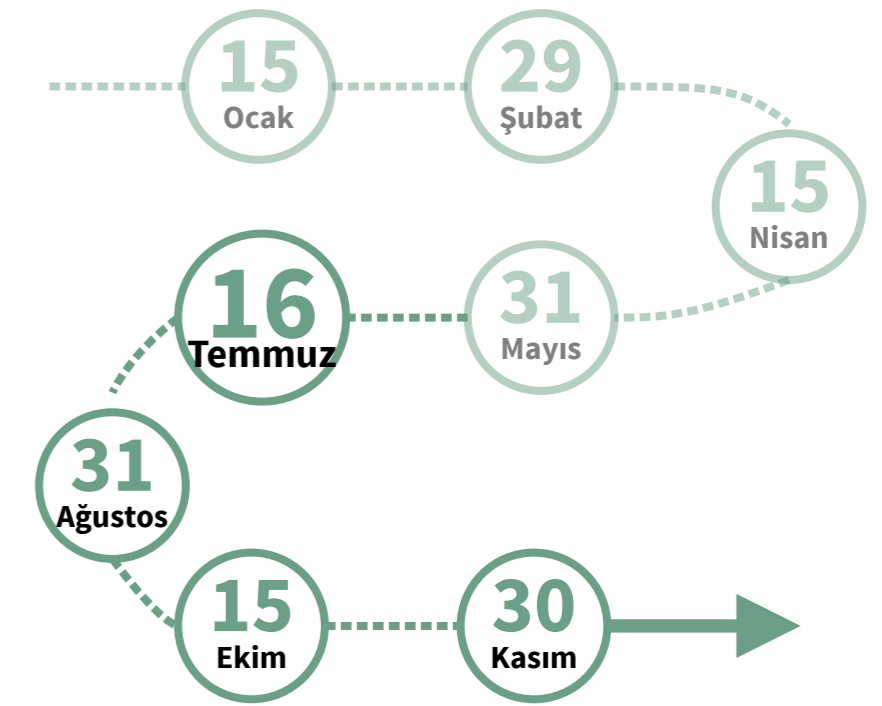 15
Ocak
29
Şubat
15
Nisan
31
Mayıs
16
Temmuz
31
Ağustos
15
Ekim
30
Kasım